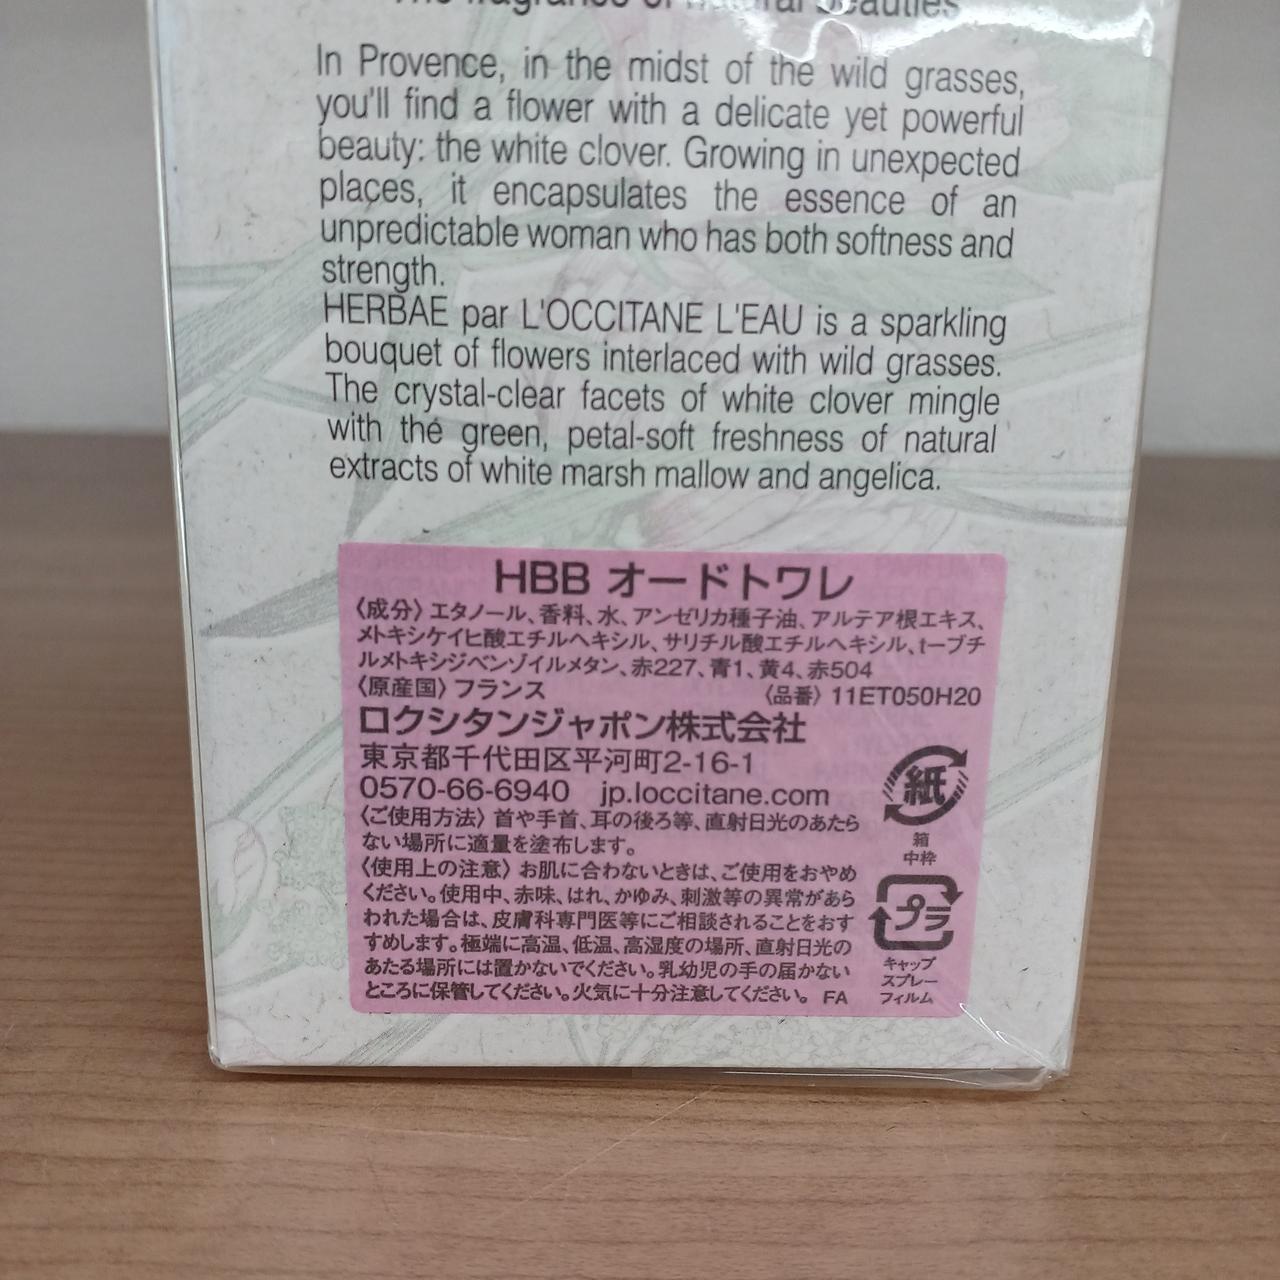 The fragrance of natural beauties
In Provence, in the midst of the wild grasses,
you'll find a flower with a delicate yet powerful
beauty: the white clover. Growing in unexpected
places, it encapsulates the essence of an
unpredictable woman who has both softness and
strength.
HERBAE par L'OCCITANE L'EAU is a sparkling
bouquet of flowers interlaced with wild grasses.
The crystal-clear facets of white clover mingle
with the green, petal-soft freshness of natural
extracts of white marsh mallow and angelica.
HBB オードトワレ
〈成分〉エタノール、香料、水、アンゼリカ種子油、アルテア根エキス、
メトキシケイヒ酸エチルヘキシル、サリチル酸エチルヘキシル、t−ブチ
ルメトキシジベンゾイルメタン、赤227、青1、黄4、赤504
〈原産国〉フランス 〈品番〉11ET050H20
ロクシタンジャポン株式会社
東京都千代田区平河町2-16-1
0570-66-6940 jp.loccitane.com
〈ご使用方法〉首や手首、耳の後ろ等、直射日光のあたら
ない場所に適量を塗布します。
〈使用上の注意〉お肌に合わないときは、ご使用をおやめ
ください。使用中、赤味、はれ、かゆみ、刺激等の異常があら
われた場合は、皮膚科専門医等にご相談されることをおす
すめします。極端に高温、低温、高湿度の場所、直射日光の
あたる場所には置かないでください。乳幼児の手の届かない
ところに保管してください。火気に十分注意してください。 FA
紙
箱
中枠
プラ
キャップ
スプレー
フィルム